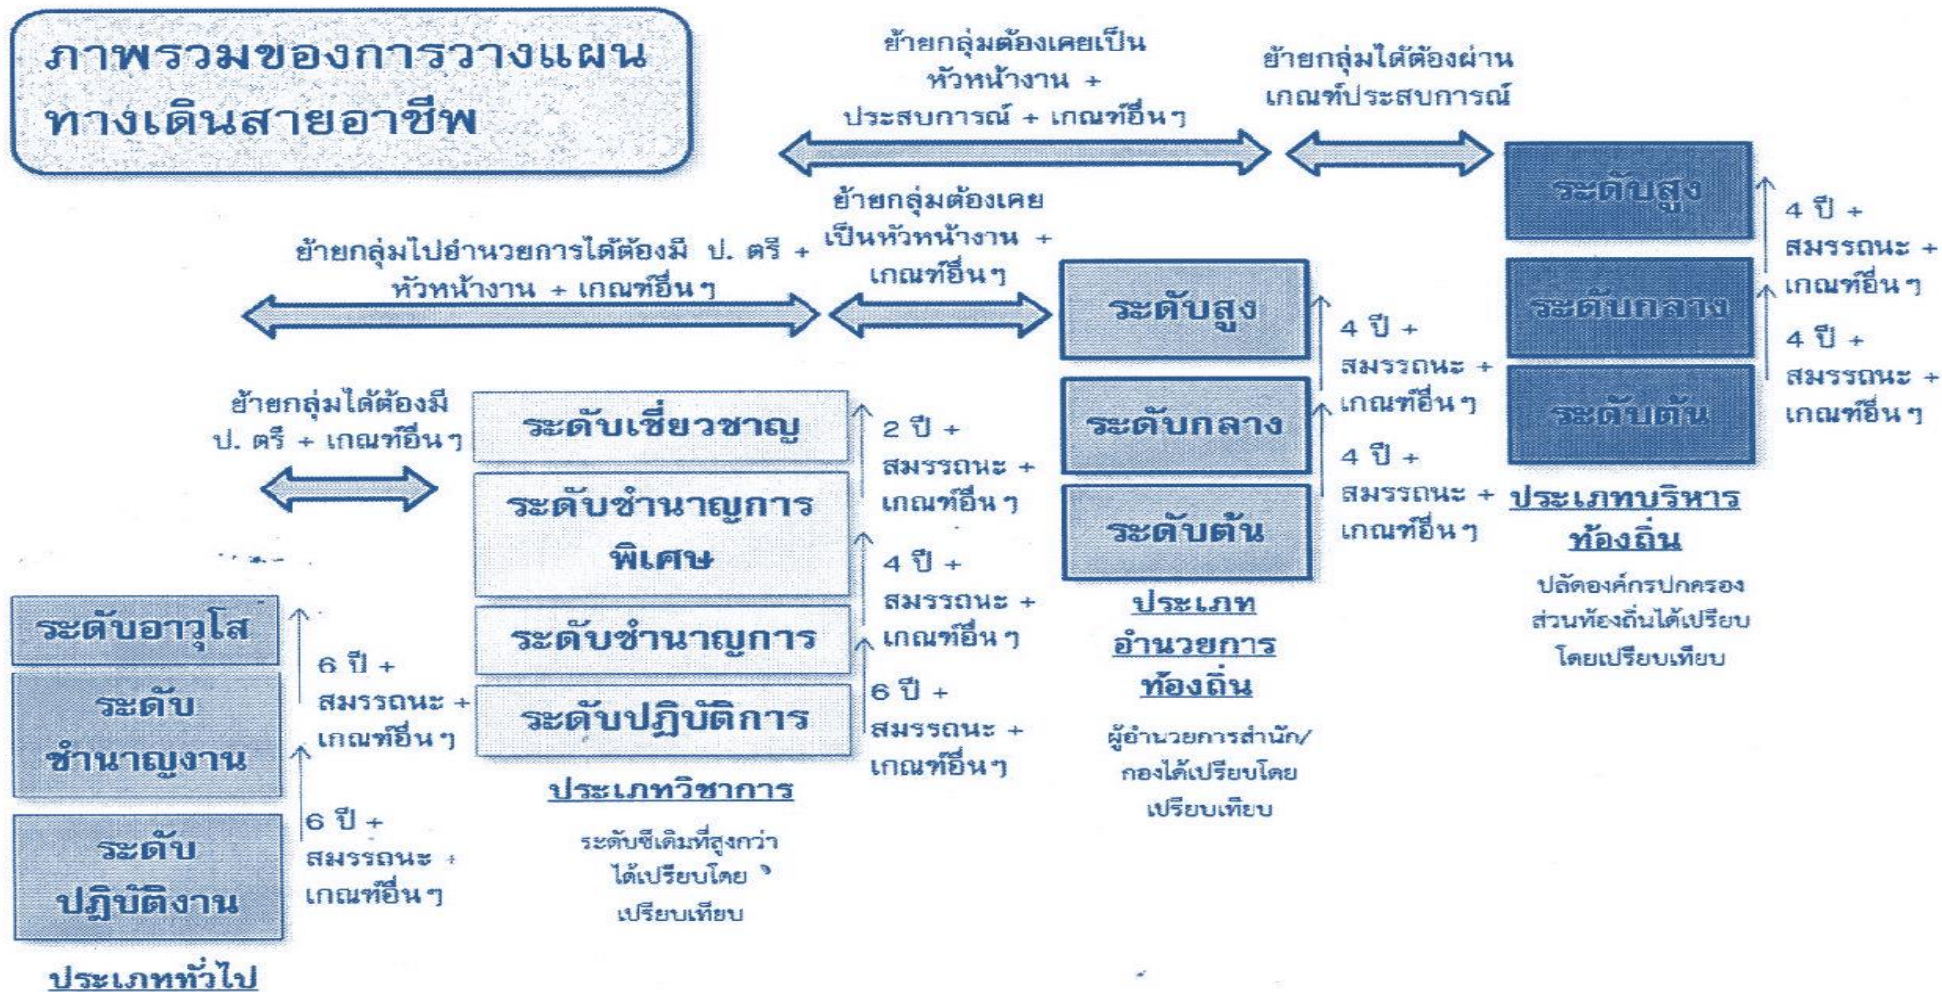 ภาพรวมของการวางแผน
ทางเดินสายอาชีพ
ย้ายกลุ่มต้องเคยเป็น
หัวหน้างาน +
ประสบการณ์ + เกณฑ์อื่นๆ
ย้ายกลุ่มได้ต้องผ่าน
เกณฑ์ประสบการณ์
ย้ายกลุ่มไปอำนวยการได้ต้องมี ป. ตรี +
หัวหน้างาน + เกณฑ์อื่นๆ
ย้ายกลุ่มต้องเคย
เป็นหัวหน้างาน +
เกณฑ์อื่นๆ
ย้ายกลุ่มได้ต้องมี
ป. ตรี + เกณฑ์อื่นๆ
ระดับอาวุโส
ระดับ
ชำนาญงาน
ระดับ
ปฏิบัติงาน
ประเภททั่วไป
6 ปี +
สมรรถนะ +
เกณฑ์อื่นๆ
6 ปี +
สมรรถนะ +
เกณฑ์อื่นๆ
ระดับเชี่ยวชาญ
ระดับชำนาญการ
พิเศษ
ระดับชำนาญการ
ระดับปฏิบัติการ
ประเภทวิชาการ
ระดับซีเดิมที่สูงกว่า
ได้เปรียบโดย
เปรียบเทียบ
2 ปี +
สมรรถนะ +
เกณฑ์อื่นๆ
4 ปี +
สมรรถนะ +
เกณฑ์อื่นๆ
6 ปี +
สมรรถนะ +
เกณฑ์อื่นๆ
ระดับสูง
ระดับกลาง
ระดับต้น
ประเภท
อำนวยการ
ท้องถิ่น
ผู้อำนวยการสำนัก/
กองได้เปรียบโดย
เปรียบเทียบ
4 ปี +
สมรรถนะ +
เกณฑ์อื่นๆ
4 ปี +
สมรรถนะ +
เกณฑ์อื่นๆ
ระดับสูง
ระดับกลาง
ระดับต้น
ประเภทบริหาร
ท้องถิ่น
ปลัดองค์กรปกครอง
ส่วนท้องถิ่นได้เปรียบ
โดยเปรียบเทียบ
4 ปี +
สมรรถนะ +
เกณฑ์อื่นๆ
4 ปี +
สมรรถนะ +
เกณฑ์อื่นๆ